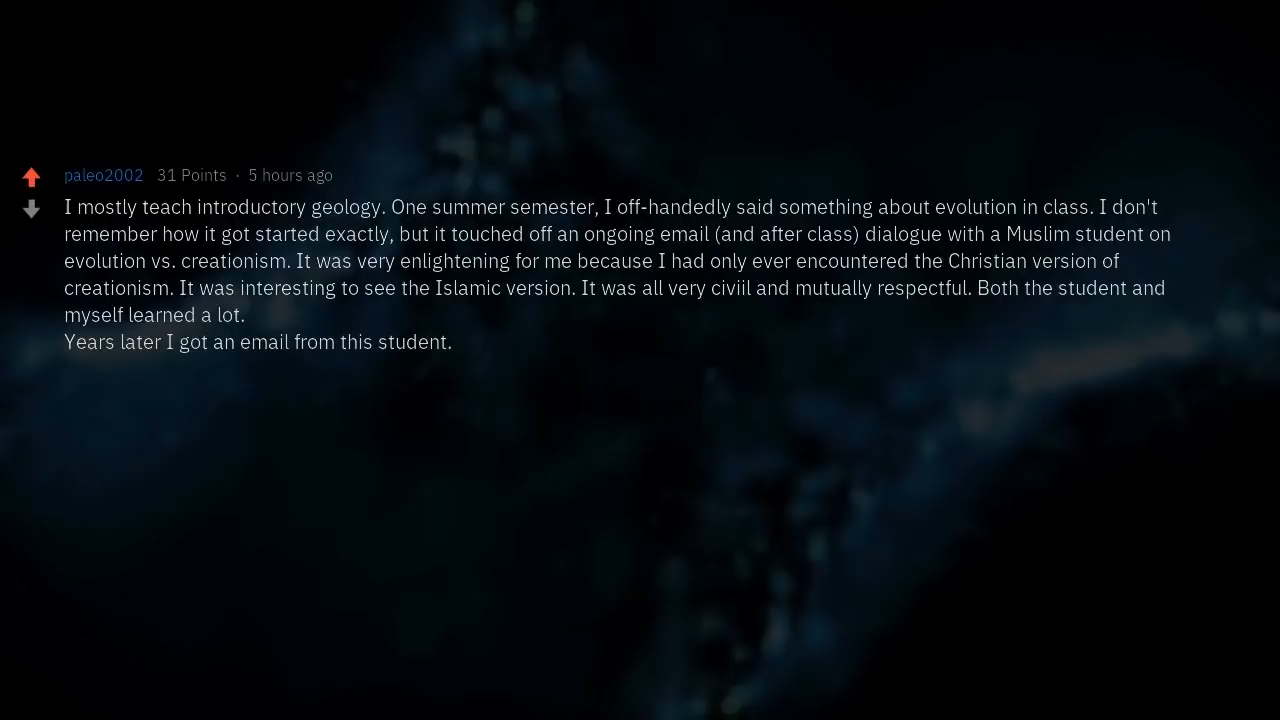 paleo2002 31 Points · 5 hours ago
I mostly teach introductory geology. One summer semester, I off-handedly said something about evolution in class. I don't
remember how it got started exactly, but it touched off an ongoing email (and after class) dialogue with a Muslim student on
evolution vs. creationism. It was very enlightening for me because I had only ever encountered the Christian version of
creationism. It was interesting to see the Islamic version. It was all very civiil and mutually respectful. Both the student and
myself learned a lot.
Years later I got an email from this student.